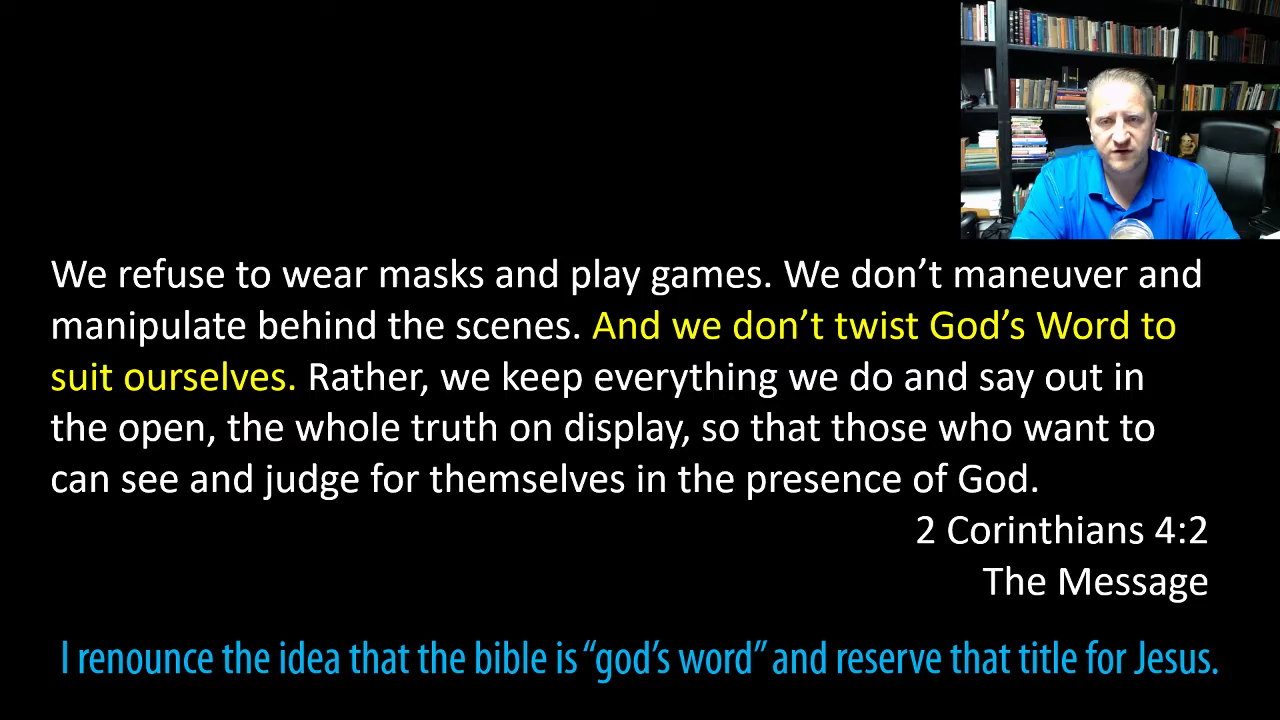 We refuse to wear masks and play games. We don’t maneuver and
manipulate behind the scenes. And we don’t twist God’s Word to
suit ourselves. Rather, we keep everything we do and say out in
the open, the whole truth on display, so that those who want to
can see and judge for themselves in the presence of God.
2 Corinthians 4:2
The Message
I renounce the idea that the bible is “god’s word” and reserve that title for Jesus.